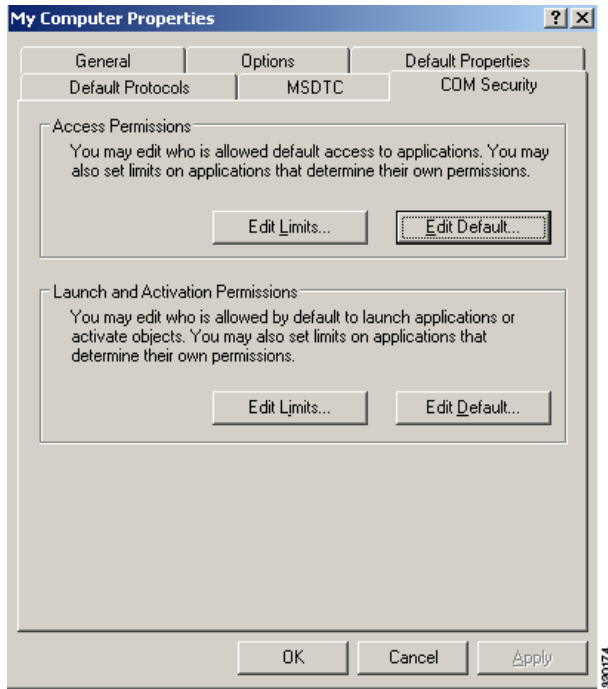 My Computer Properties
General Options Default Properties
Default Protocols MSDTC COM Security
Access Permissions
You may edit who is allowed default access to applications. You may
also set limits on applications that determine their own permissions.
Edit Limits... Edit Default...
Launch and Activation Permissions
You may edit who is allowed by default to launch applications or
activate objects. You may also set limits on applications that
determine their own permissions.
Edit Limits... Edit Default...
OK Cancel Apply